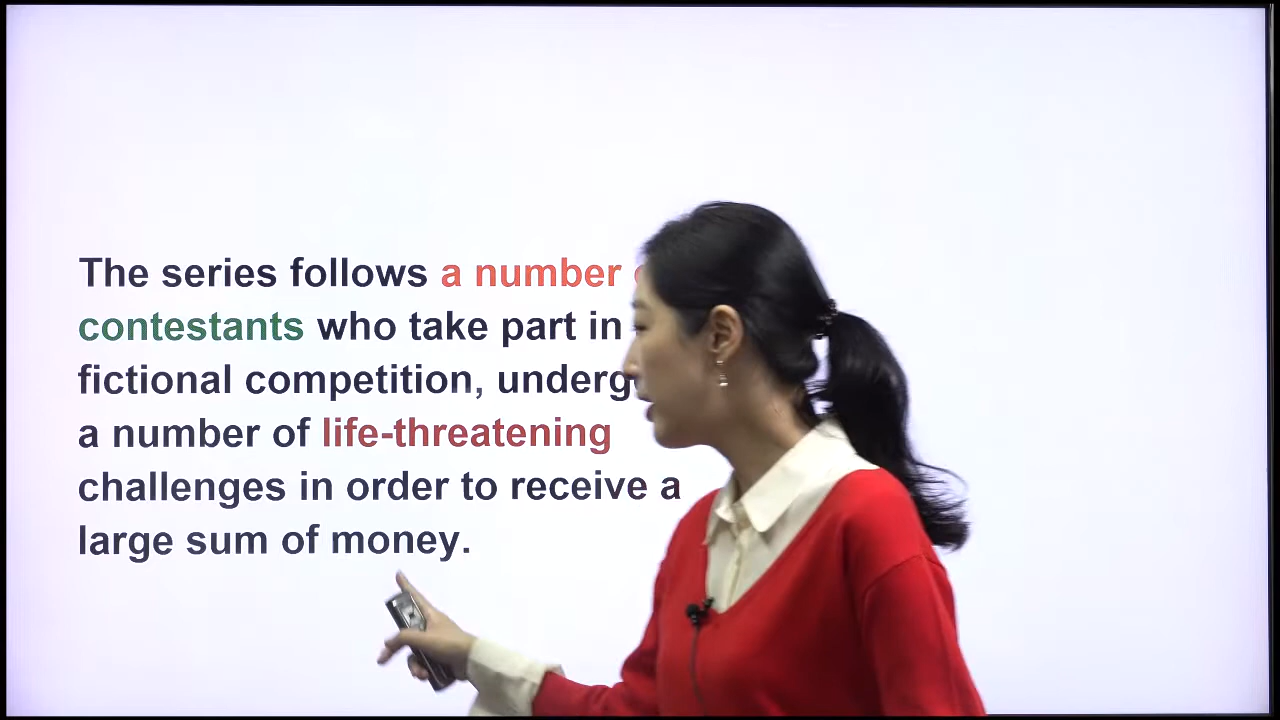 The series follows a number
contestants who take part in
fictional competition,
a number of life-threatening
challenges in order to receive a
large sum of money.